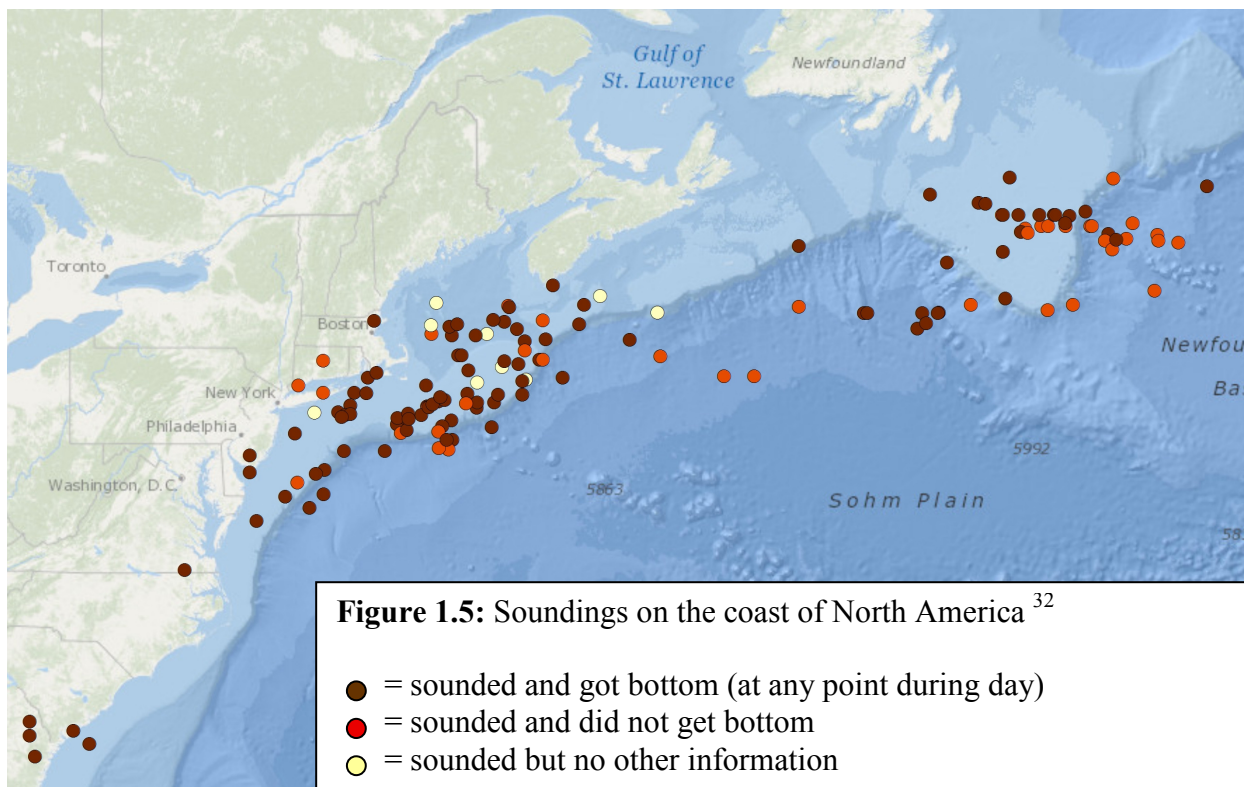 Gulf of
St. Lawrence
Newfoundland
Toronto
Boston
New York
Philadelphia
Washington, D.C.
Newfou
Ba
5992
5863
Sohm Plain
Figure 1.5: Soundings on the coast of North America 32
= sounded and got bottom (at any point during day)
= sounded and did not get bottom
= sounded but no other information